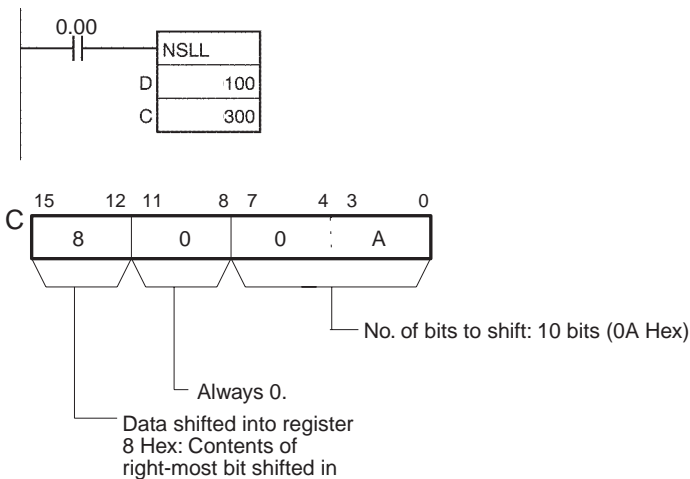 0.00
NSLL
D 100
C 300
15 12 11 8 7 4 3 0
C 8 0 0 A
No. of bits to shift: 10 bits (0A Hex)
Always 0.
Data shifted into register
8 Hex: Contents of
right-most bit shifted in